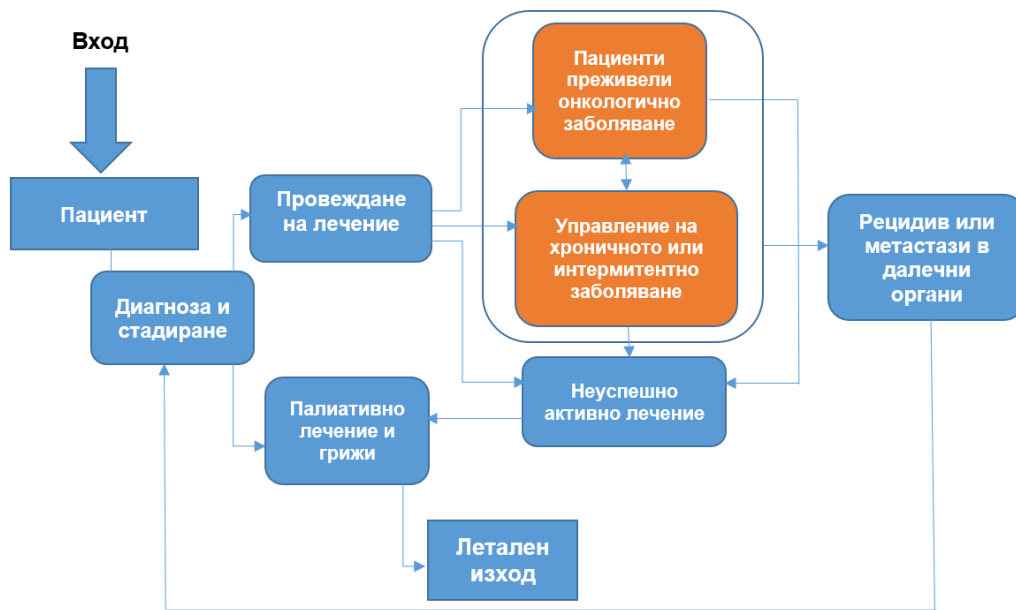 Вход
Пациент
Диагноза и
стадиране
Провеждане
на лечение
Палиативно
лечение и
грижи
Летален
изход
Пациенти
преживели
онкологично
заболяване
Управление на
хроничното или
интермитентно
заболяване
Неуспешно
активно лечение
Рецидив или
метастази в
далечни
органи